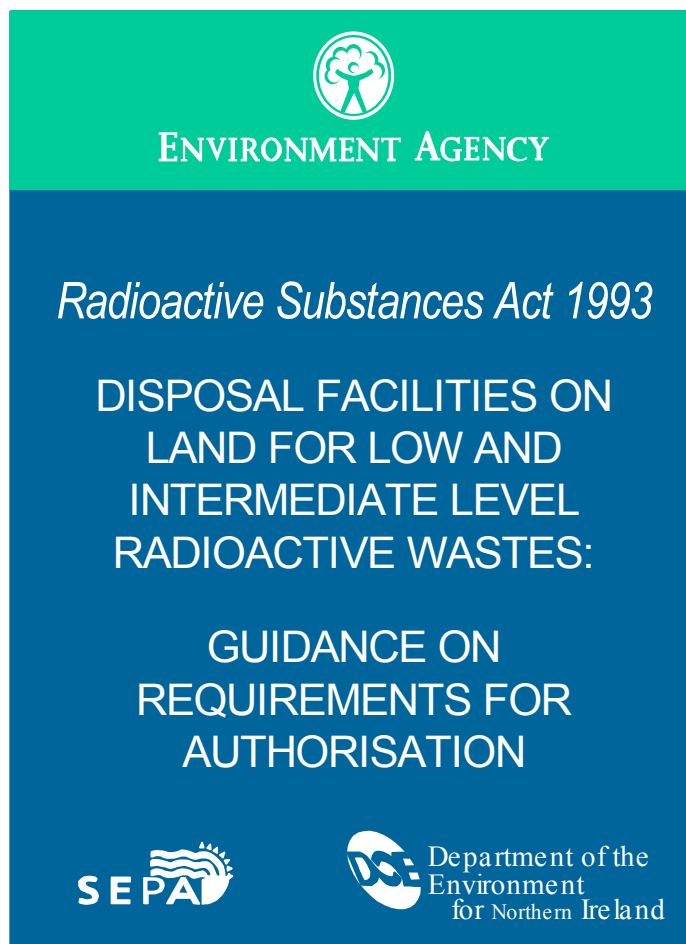 ENVIRONMENT AGENCY
Radioactive Substances Act 1993
DISPOSAL FACILITIES ON
LAND FOR LOW AND
INTERMEDIATE LEVEL
RADIOACTIVE WASTES:
GUIDANCE ON
REQUIREMENTS FOR
AUTHORISATION
SEPA
DOE
Department of the
Environment
for Northern Ireland